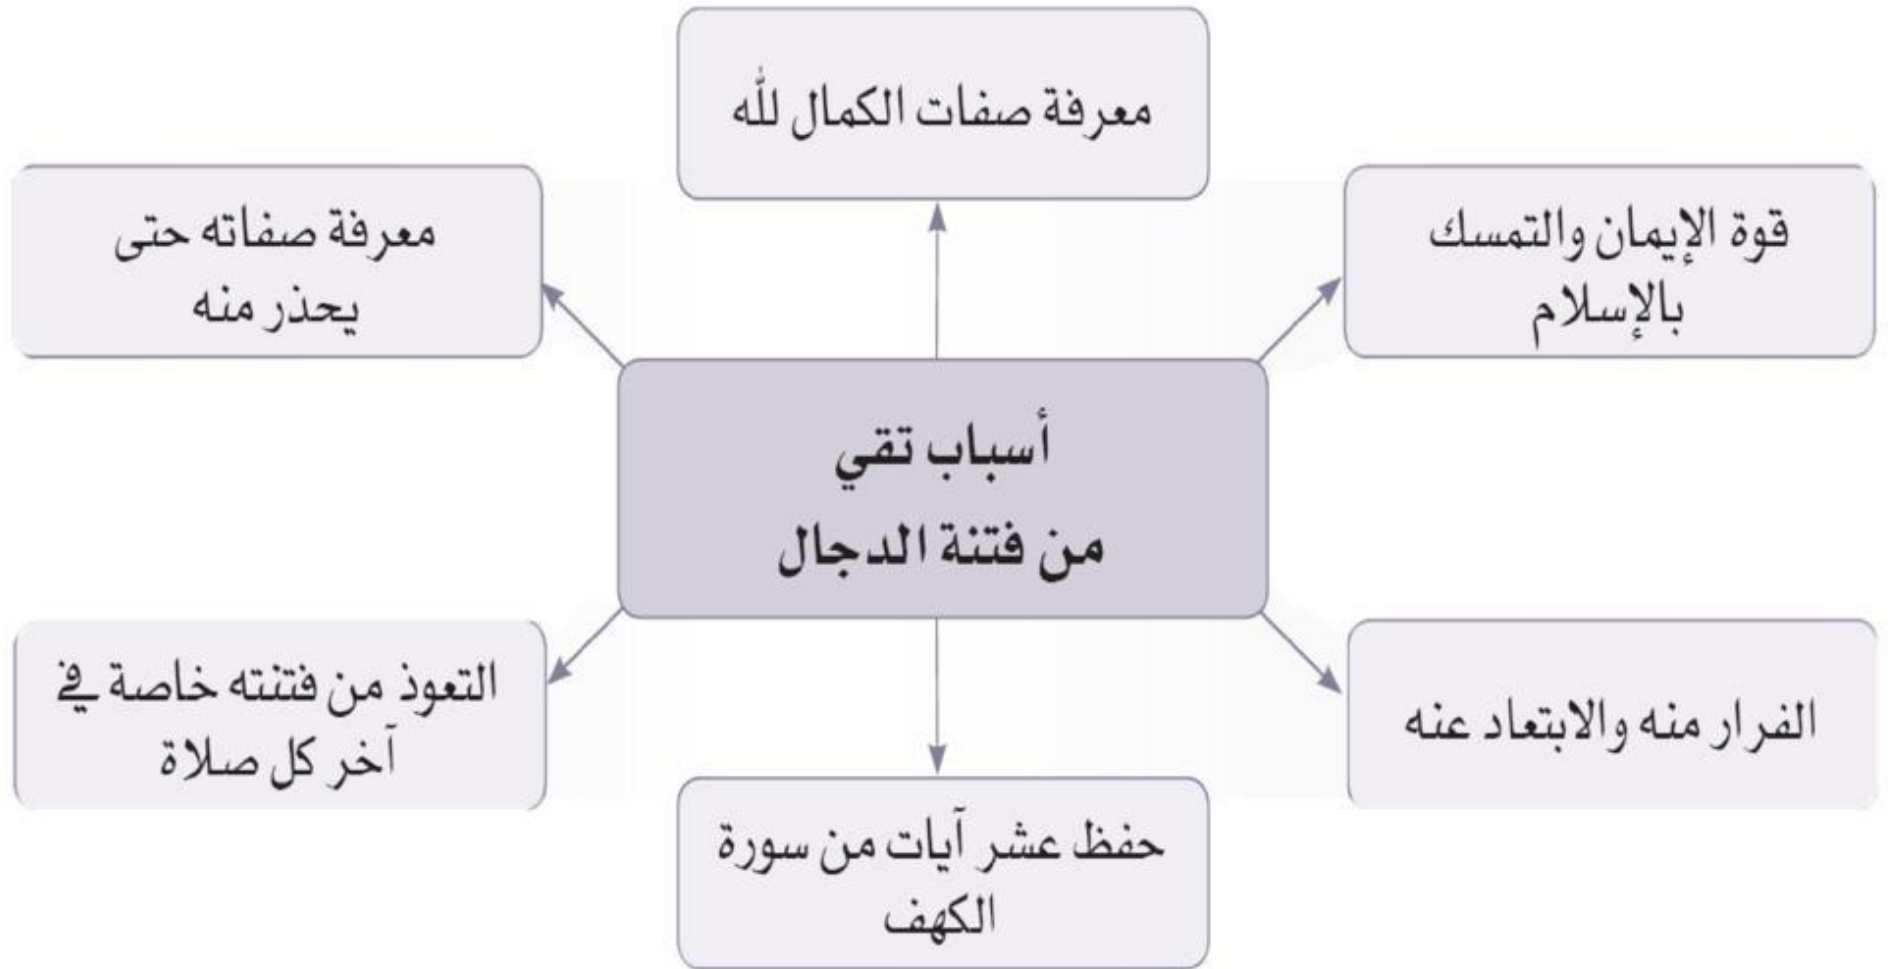 معرفة صفات الكمال لله
قوة الإيمان والتمسك
بالإسلام
معرفة صفاته حتى
يحذر منه
أسباب تقي
من فتنة الدجال
الفرار منه والابتعاد عنه
التعوذ من فتنته خاصة في
آخر كل صلاة
حفظ عشر آيات من سورة
الكهف